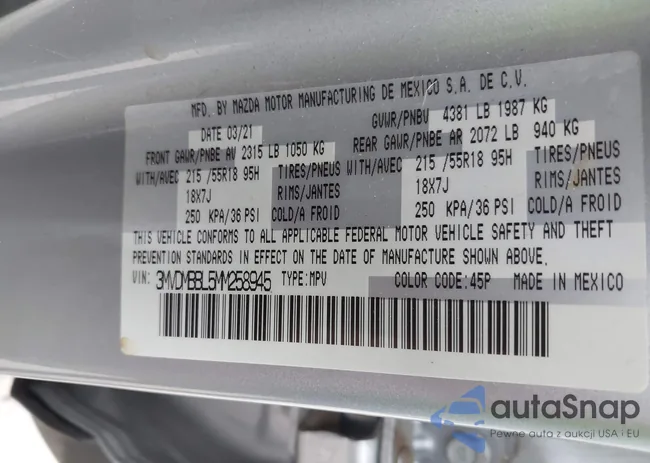 MFD. BY MAZDA MOTOR MANUFACTURING DE MEXICO S.A. DE C.V.
DATE 03/21 GVWR/PNBV 4381 LB 1987 KG
FRONT GAWR/PNBE AV 2315 LB 1050 KG REAR GAWR/PNBE AR 2072 LB 940 KG
WITH/AVEC 215 /55R18 95H TIRES/PNEUS WITH/AVEC 215 /55R18 95H TIRES/PNEUS
18X7J RIMS/JANTES 18X7J RIMS/JANTES
250 KPA/36 PSI COLD/A FROID 250 KPA/36 PSI COLD/A FROID
THIS VEHICLE CONFORMS TO ALL APPLICABLE FEDERAL MOTOR VEHICLE SAFETY AND THEFT
PREVENTION STANDARDS IN EFFECT ON THE DATE OF MANUFACTURE SHOWN ABOVE.
VIN: 3MVDMBBL5MM258945 TYPE:MPV COLOR CODE:45P MADE IN MEXICO
autaSnap
Pewne auta z aukcji USA i EU